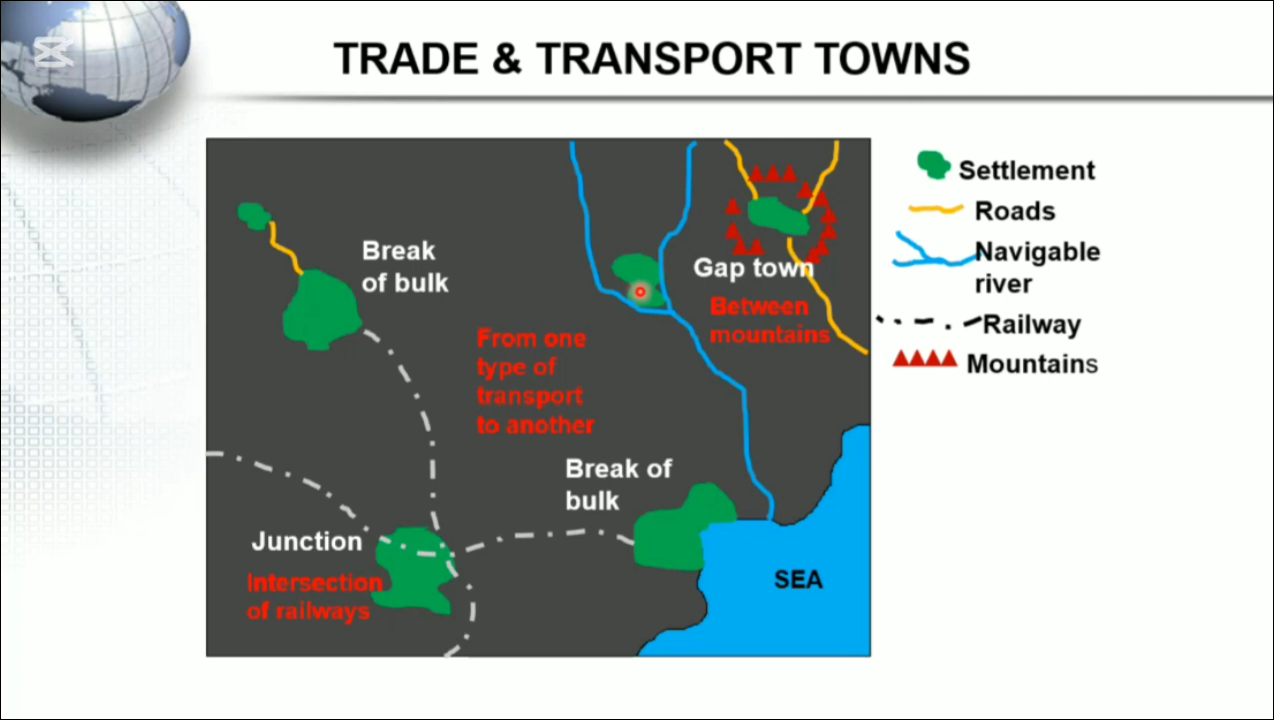 TRADE & TRANSPORT TOWNS
Break
of bulk
From one
type of
transport
to another
Gap town
Between
mountains
Break of
bulk
Junction
Intersection
of railways
SEA
Settlement
Roads
Navigable
river
Railway
Mountains